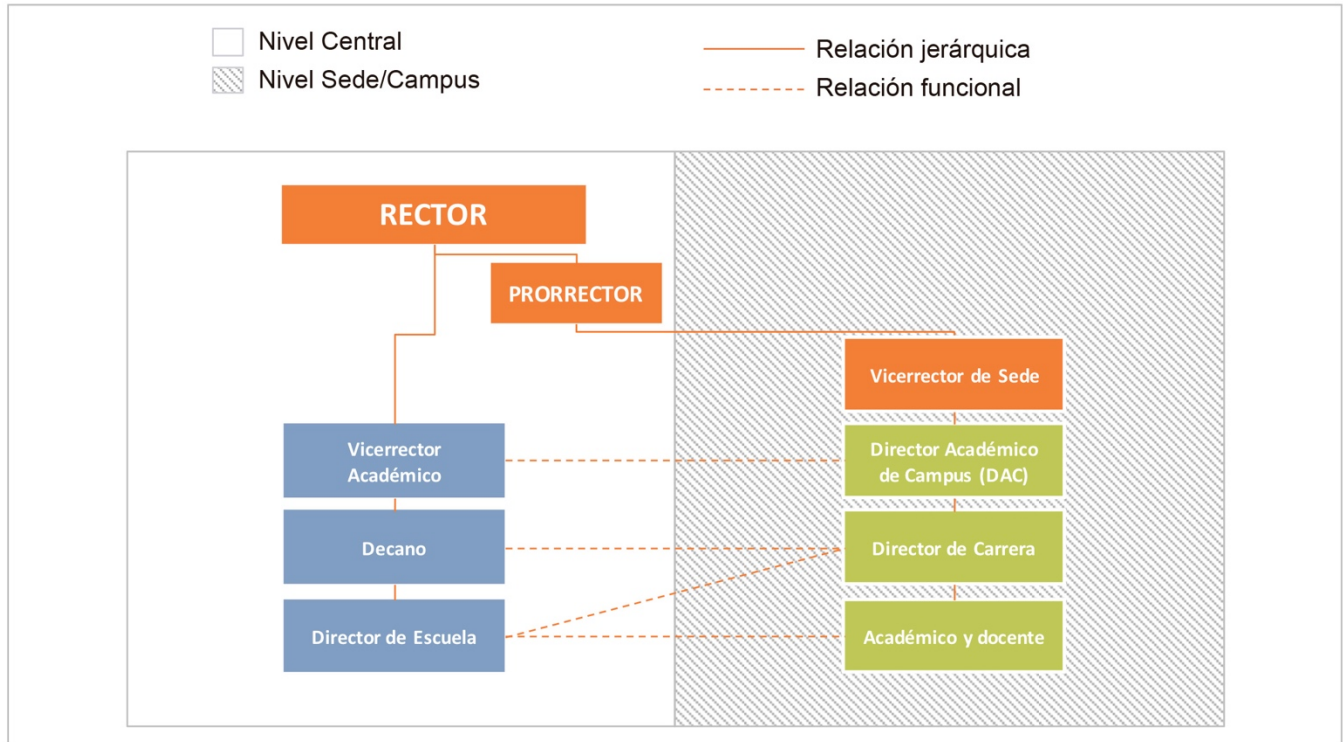 Nivel Central
Nivel Sede/Campus
Relación jerárquica
Relación funcional
RECTOR
PRORRECTOR
Vicerrector de Sede
Vicerrector
Académico
Director Académico
de Campus (DAC)
Decano
Director de Carrera
Director de Escuela
Académico y docente